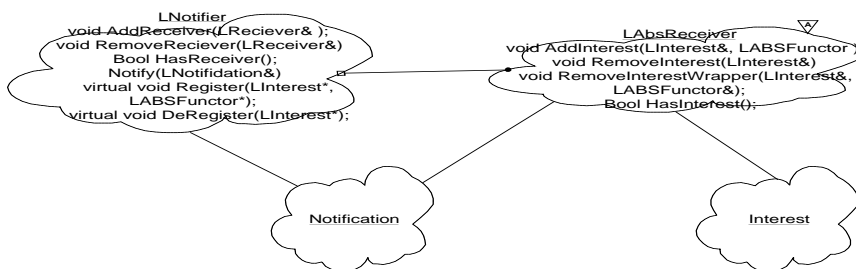 LNotifier
void AddReceiver(LReciever& );
void RemoveReciever(LReceiver&)
Bool HasReceiver();
Notify(LNotifidation&)
virtual void Register(LInterest*,
LABSFunctor*);
virtual void DeRegister(LInterest*);
A
LAbsReceiver
void AddInterest(LInterest&, LABSFunctor )
void RemoveInterest(LInterest&)
void RemoveInterestWrapper(LInterest&,
LABSFunctor&);
Bool HasInterest();
Notification
Interest